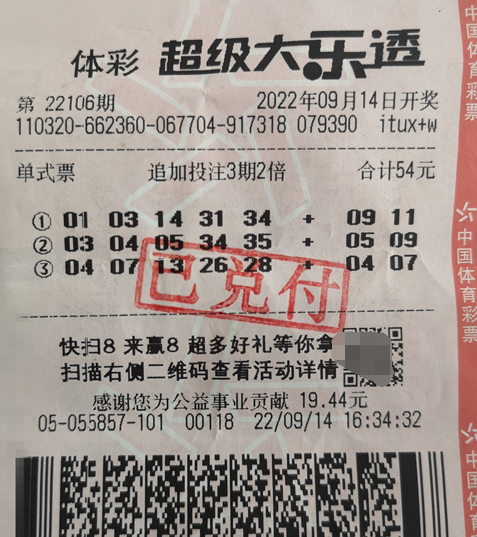 体彩 超级大乐透
第 22106期 2022年09月14日开奖
110320-662360-067704-917318 079390 itux+w
单式票 追加投注3期2倍 合计54元
① 01 03 14 31 34 + 09 11
② 03 04 05 34 35 + 05 09
③ 04 07 13 26 28 + 04 07
已兑付
快扫8 来赢8 超多好礼等你拿
扫描右侧二维码查看活动详情
感谢您为公益事业贡献 19.44元
05-055857-101 00118 22/09/14 16:34:32
中国体育彩票
中国体育彩票
中国体育彩票